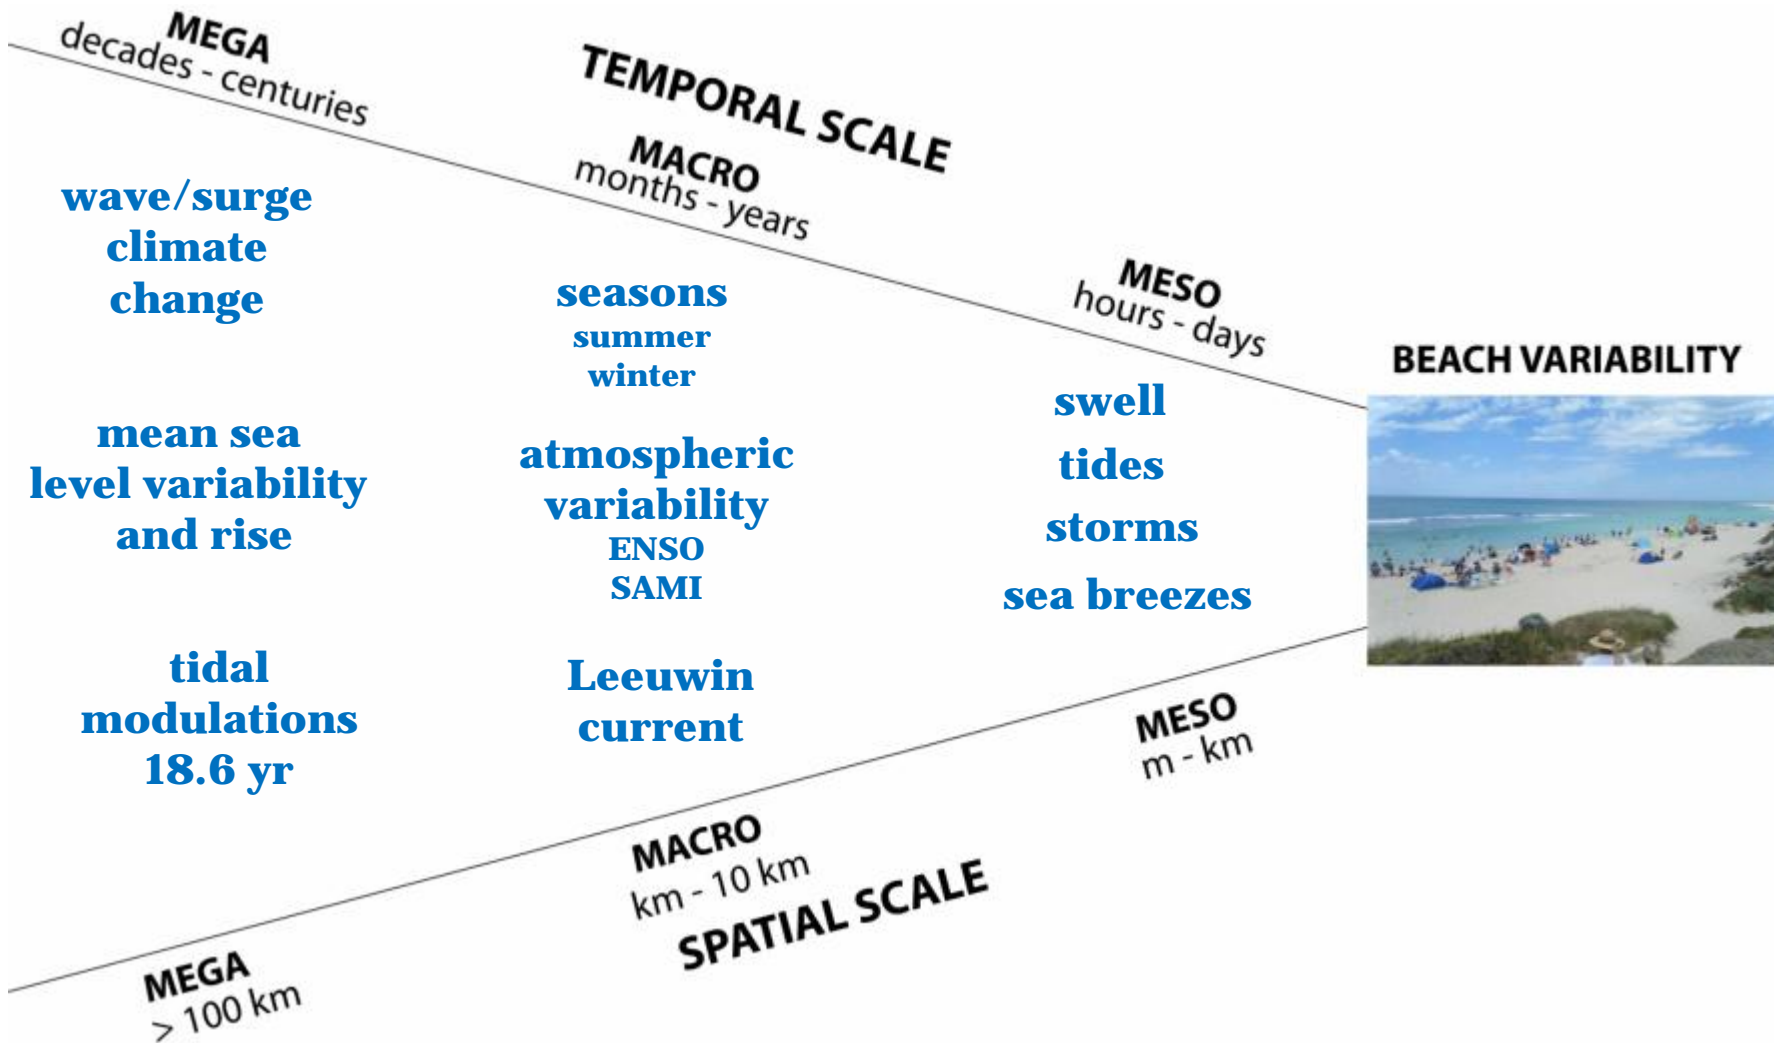 MEGA
decades - centuries
TEMPORAL SCALE
MACRO
months - years
MESO
hours - days
wave/surge
climate
change
mean sea
level variability
and rise
tidal
modulations
18.6 yr
seasons
summer
winter
atmospheric
variability
ENSO
SAMI
Leeuwin
current
swell
tides
storms
sea breezes
BEACH VARIABILITY
MESO
m - km
MACRO
km - 10 km
SPATIAL SCALE
MEGA
> 100 km